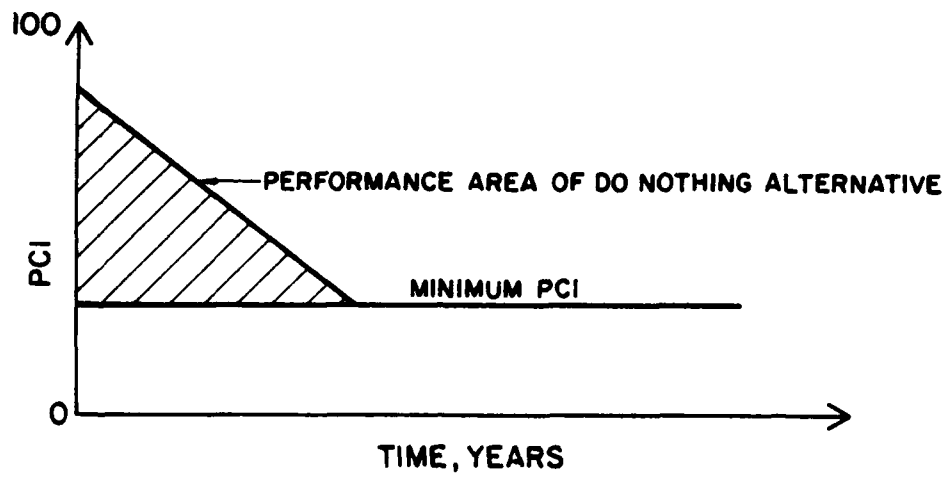 100
PERFORMANCE AREA OF DO NOTHING ALTERNATIVE
PCI
MINIMUM PCI
0
TIME, YEARS